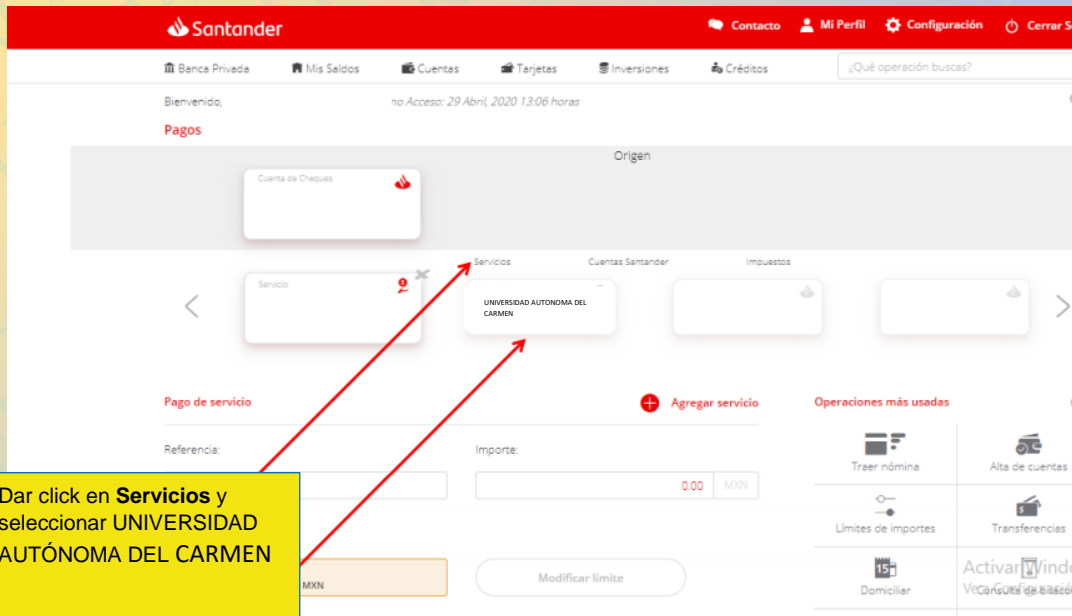 Santander
Contacto Mi Perfil Configuración Cerrar S
Banca Privada Mis Saldos Cuentas Tarjetas Inversiones Créditos ¿Qué operación buscas?
Bienvenido, no Acceso: 29 Abril, 2020 13:06 horas
Pagos
Origen
Cuenta de Cheques
Servicios Cuentas Santander Impuestos
Servicio
UNIVERSIDAD AUTONOMA DEL
CARMEN
Pago de servicio Agregar servicio Operaciones más usadas
Referencia: Importe:
Traer nómina Alta de cuentas
0.00 MXN
Dar click en Servicios y
seleccionar UNIVERSIDAD
AUTÓNOMA DEL CARMEN
Límites de importes Transferencias
MXN Modificar límite
Activar Windo
Domiciliar